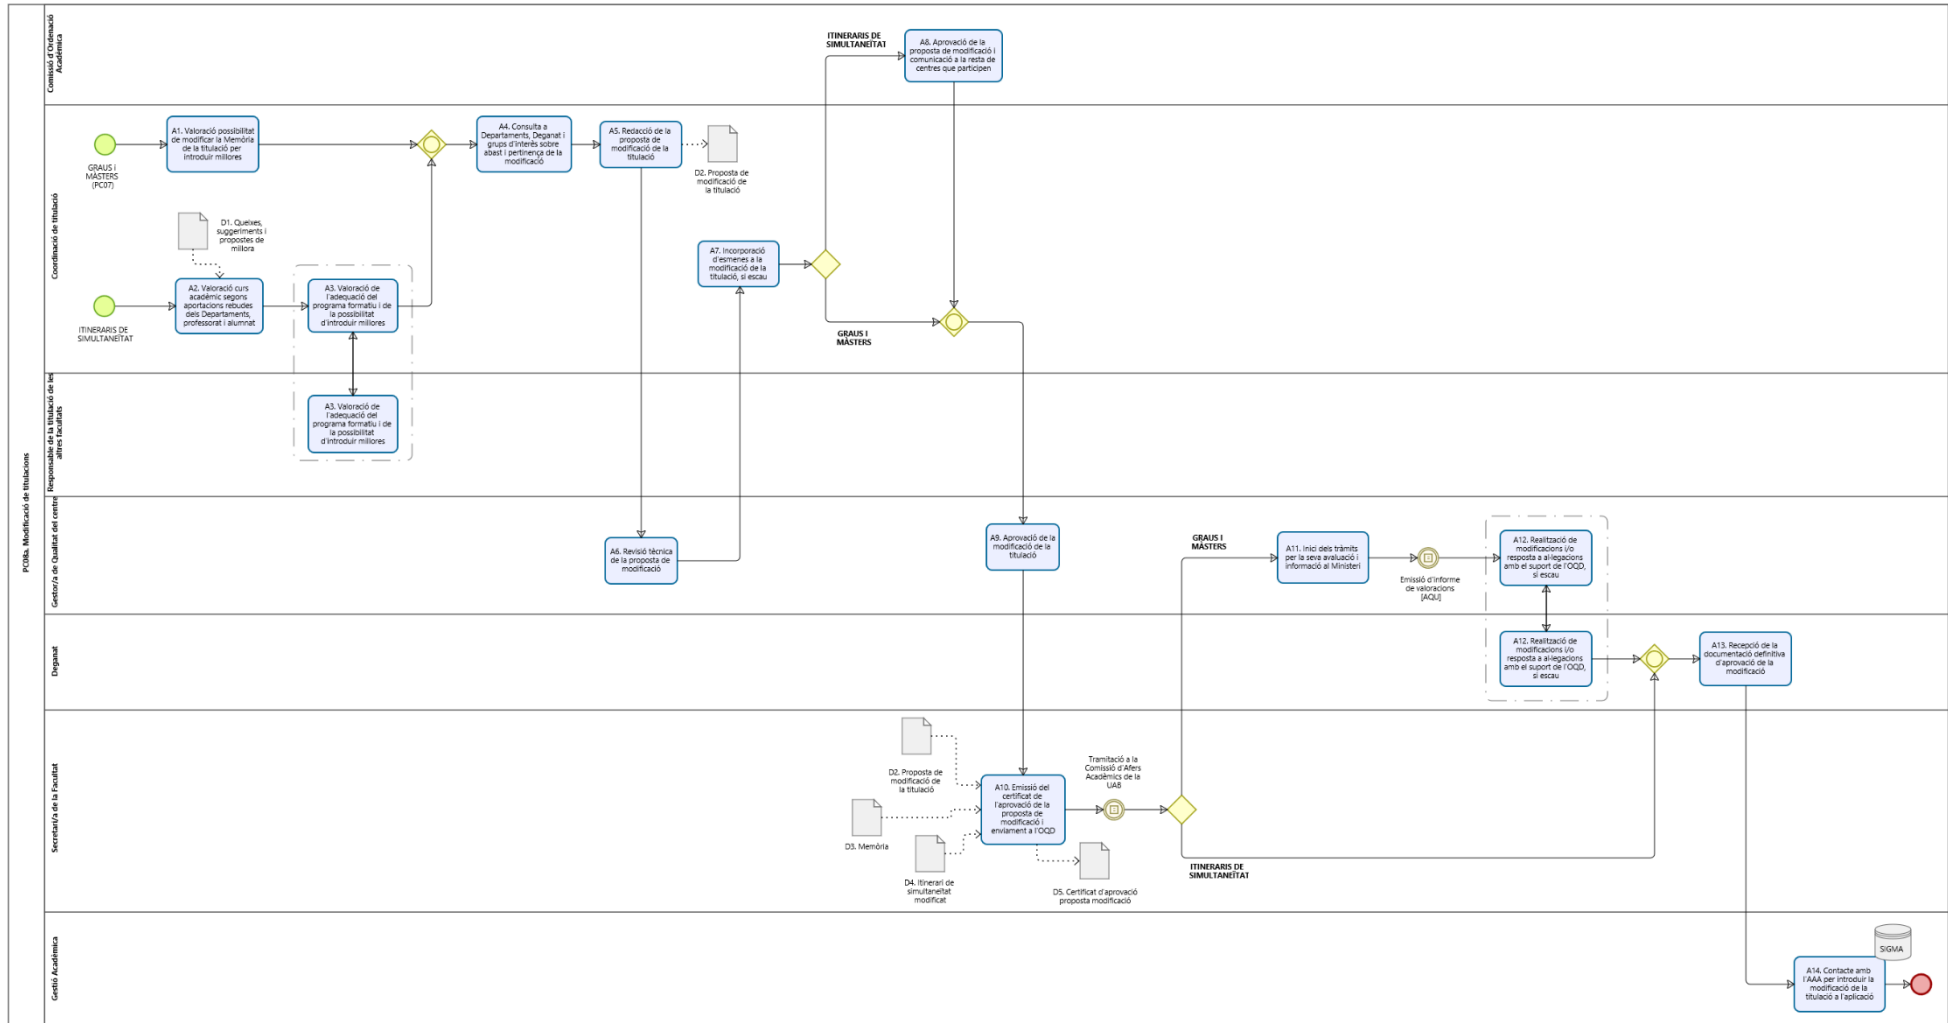 PC08a. Modificació de titulacions
Comissió d'Ordenació
Acadèmica
ITINERARIS DE
SIMULTANEÏTAT
A8. Aprovació de la
proposta de modificació i
comunicació a la resta de
centres que participen
Coordinació de titulació
GRAUS I
MÀSTERS
(PC07)
A1. Valoració possibilitat
de modificar la Memòria
de la titulació per
introduir millores
A4. Consulta a
Departaments, Deganat i
grups d'interès sobre
abast i pertinença de la
modificació
A5. Redacció de la
proposta de
modificació de la
titulació
D2. Proposta de
modificació de
la titulació
D1. Queixes,
suggeriments i
propostes de
millora
ITINERARIS DE
SIMULTANEÏTAT
A2. Valoració curs
acadèmic segons
aportacions rebudes
dels Departaments,
professorat i alumnat
A3. Valoració de
l'adequació del
programa formatiu i de
la possibilitat
d'introduir millores
A7. Incorporació
d'esmenes a la
modificació de la
titulació, si escau
GRAUS I
MÀSTERS
Responsable de la titulació de les
altres facultats
A3. Valoració de
l'adequació del
programa formatiu i de
la possibilitat
d'introduir millores
Gestor/a de Qualitat del centre
A6. Revisió tècnica
de la proposta de
modificació
A9. Aprovació de la
modificació de la
titulació
GRAUS I
MÀSTERS
A11. Inici dels tràmits
per la seva avaluació i
informació al Ministeri
Emissió d'informe
de valoracions
[AQU]
A12. Realització de
modificacions i/o
resposta a al·legacions
amb el suport de l'OQD,
si escau
Deganat
A12. Realització de
modificacions i/o
resposta a al·legacions
amb el suport de l'OQD,
si escau
A13. Recepció de la
documentació definitiva
d'aprovació de la
modificació
Secretari/a de la Facultat
D2. Proposta de
modificació de
la titulació
D3. Memòria
D4. Itinerari de
simultaneïtat
modificat
A10. Emissió del
certificat de
l'aprovació de la
proposta de
modificació i
enviament a l'OQD
D5. Certificat d'aprovació
proposta modificació
Tramitació a la
Comissió d'Afers
Acadèmics de la
UAB
ITINERARIS DE
SIMULTANEÏTAT
Gestió Acadèmica
SIGMA
A14. Contacte amb
l'AAA per introduir la
modificació de la
titulació a l'aplicació